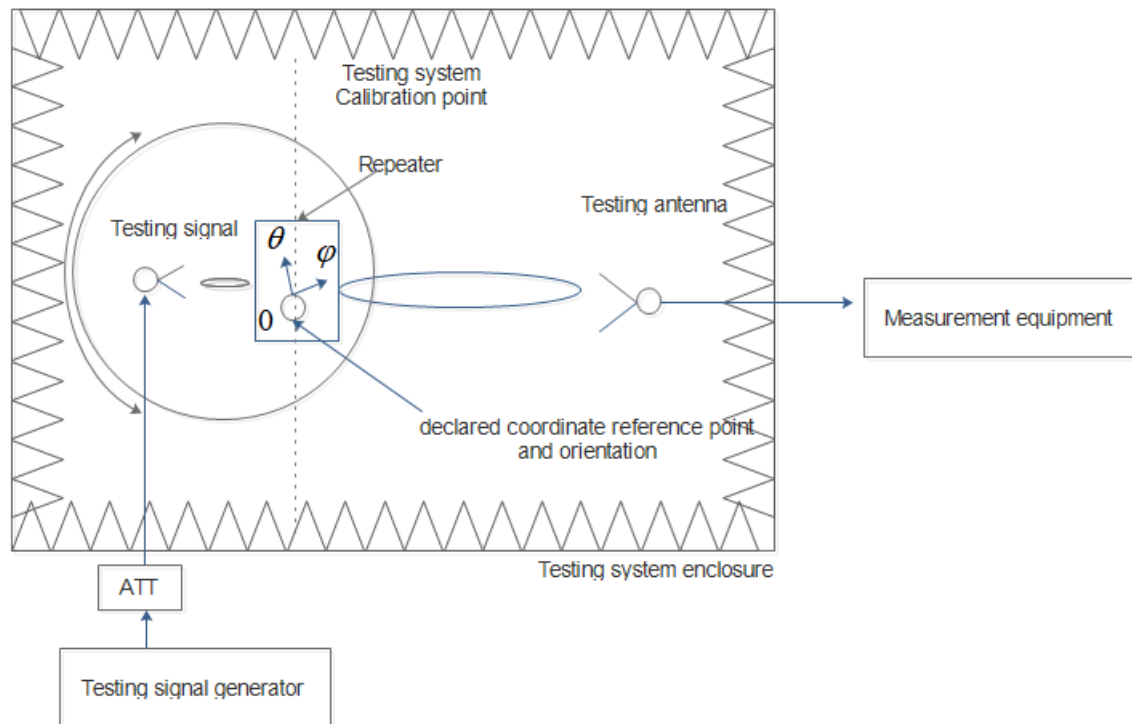 Testing system
Calibration point
Repeater
Testing antenna
Testing signal
θ
φ
0
Measurement equipment
declared coordinate reference point
and orientation
Testing system enclosure
ATT
Testing signal generator